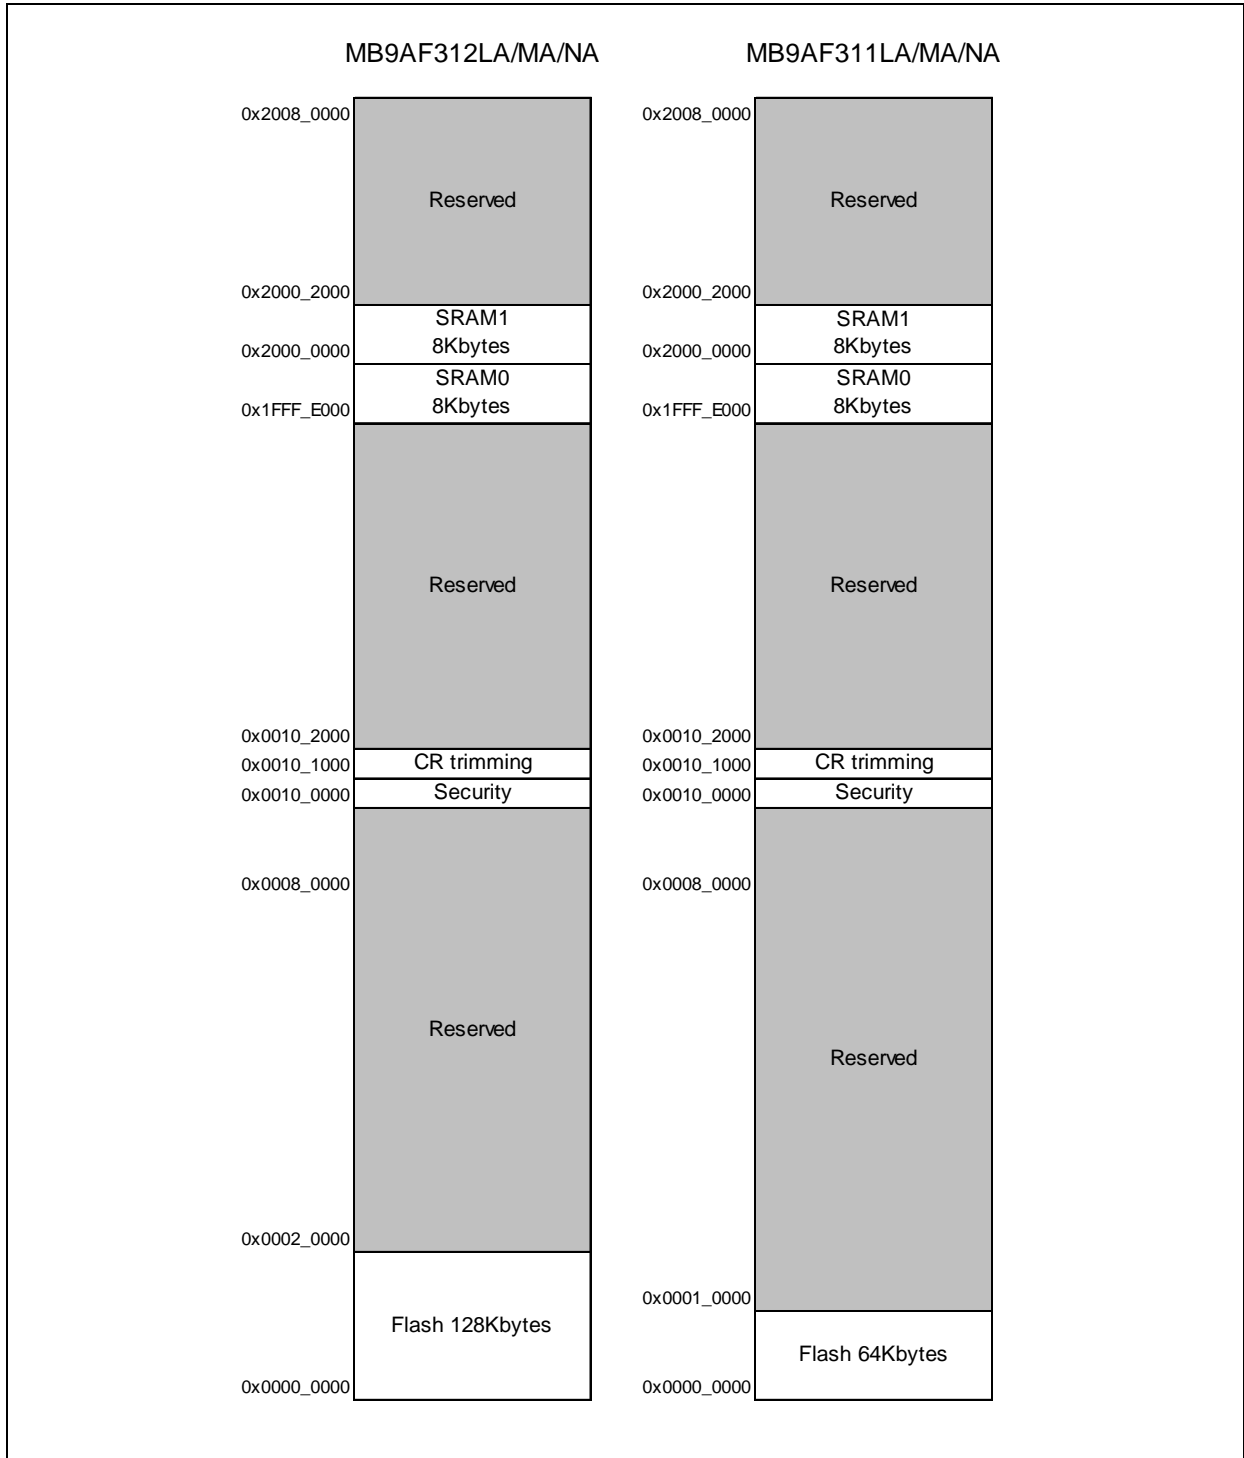 MB9AF312LA/MA/NA
0x2008_0000
Reserved
0x2000_2000
SRAM1
8Kbytes
0x2000_0000
SRAM0
8Kbytes
0x1FFF_E000
Reserved
0x0010_2000
CR trimming
0x0010_1000
Security
0x0010_0000
0x0008_0000
Reserved
0x0002_0000
Flash 128Kbytes
0x0000_0000
MB9AF311LA/MA/NA
0x2008_0000
Reserved
0x2000_2000
SRAM1
8Kbytes
0x2000_0000
SRAM0
8Kbytes
0x1FFF_E000
Reserved
0x0010_2000
CR trimming
0x0010_1000
Security
0x0010_0000
0x0008_0000
Reserved
0x0001_0000
Flash 64Kbytes
0x0000_0000